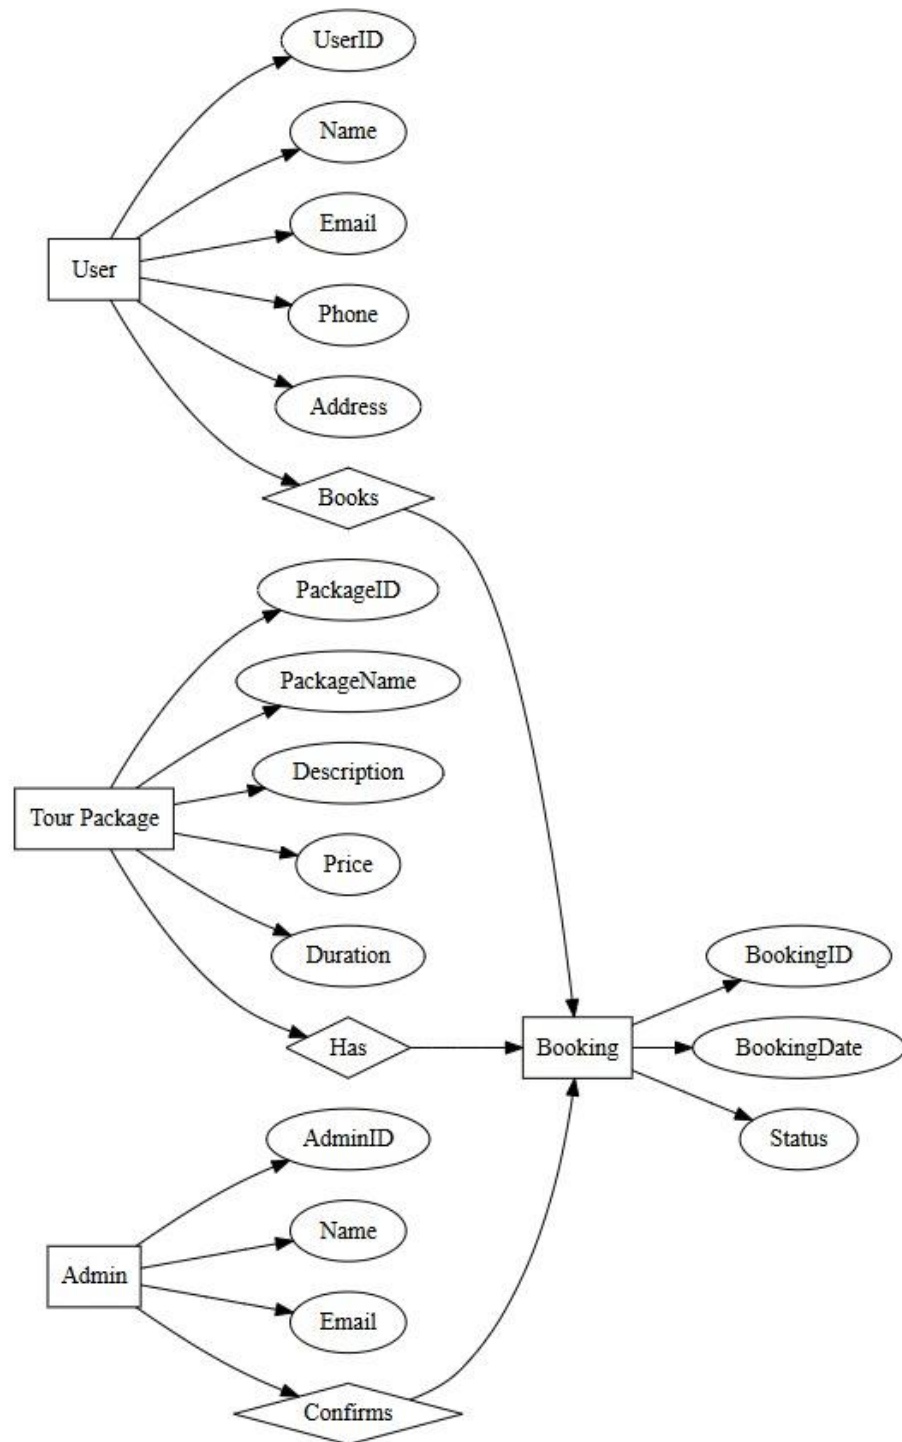 UserID
Name
Email
User
Phone
Address
Books
PackageID
PackageName
Description
Tour Package
Price
Duration
Has
Booking
BookingID
BookingDate
Status
AdminID
Name
Admin
Email
Confirms